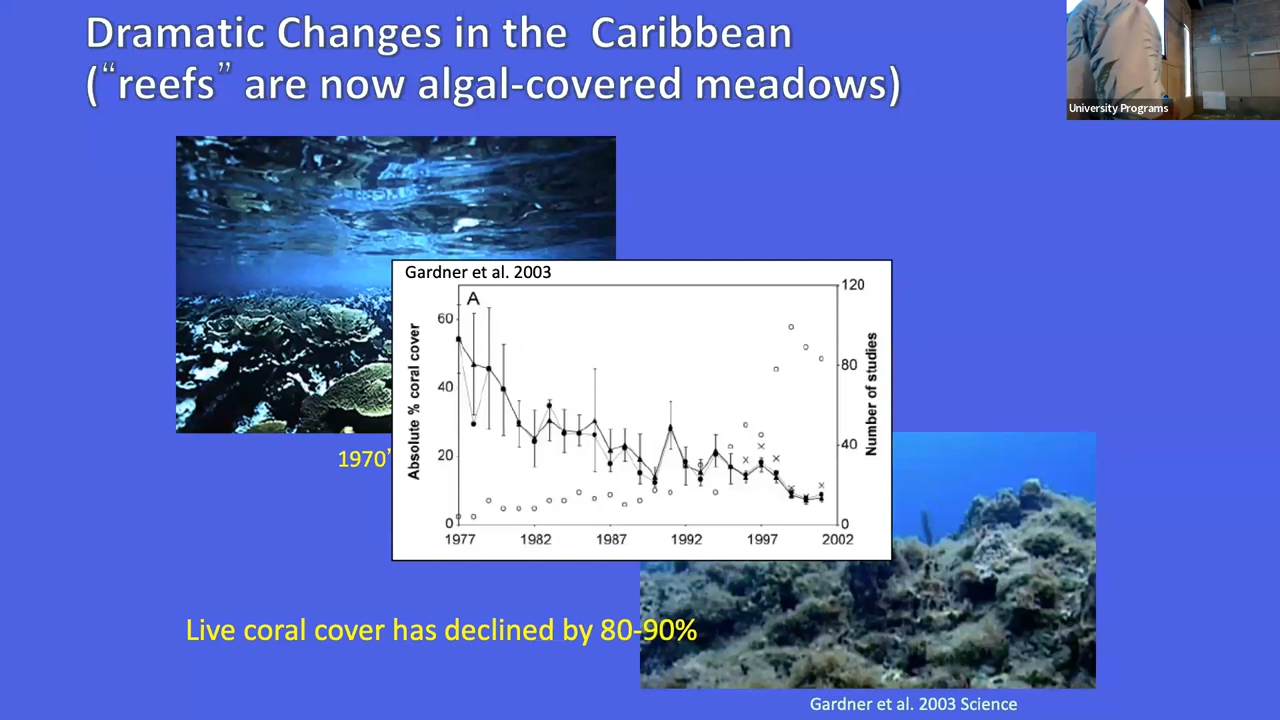 Dramatic Changes in the Caribbean
(“reefs” are now algal-covered meadows)
University Programs
Gardner et al. 2003
A
Absolute % coral cover
60
40
20
0
120
80
40
0
Number of studies
1977 1982 1987 1992 1997 2002
1970’
Live coral cover has declined by 80-90%
Gardner et al. 2003 Science